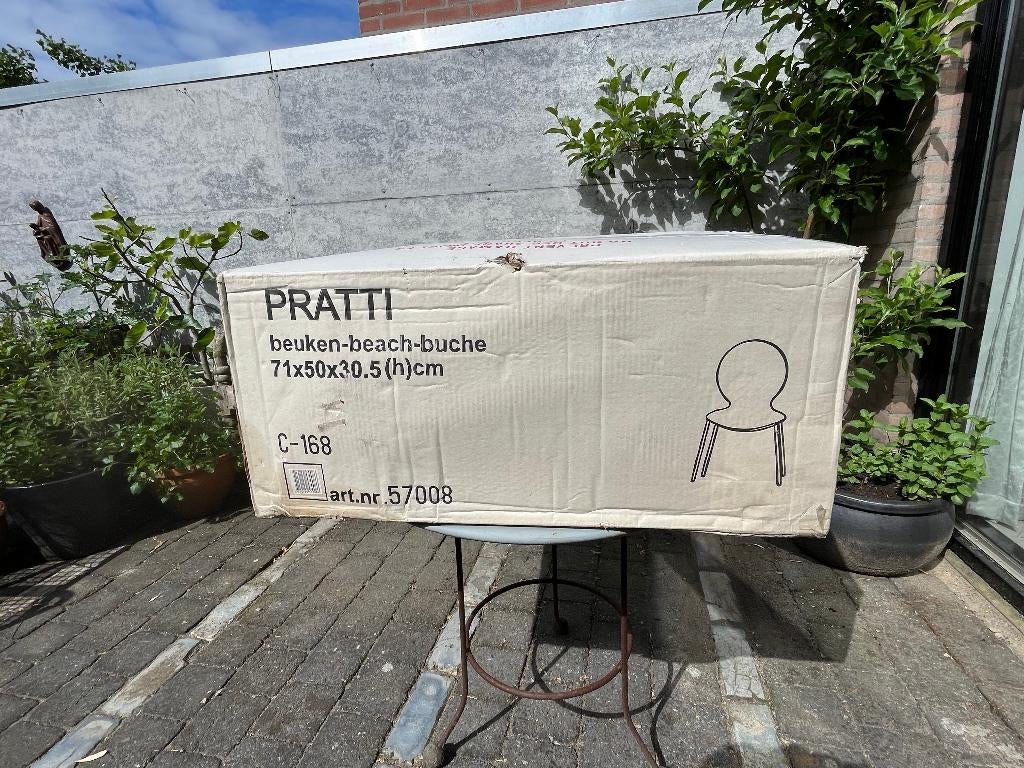 PRATTI
beuken-beach-buche
71x50x30.5(h)cm
C-168
art.nr.57008